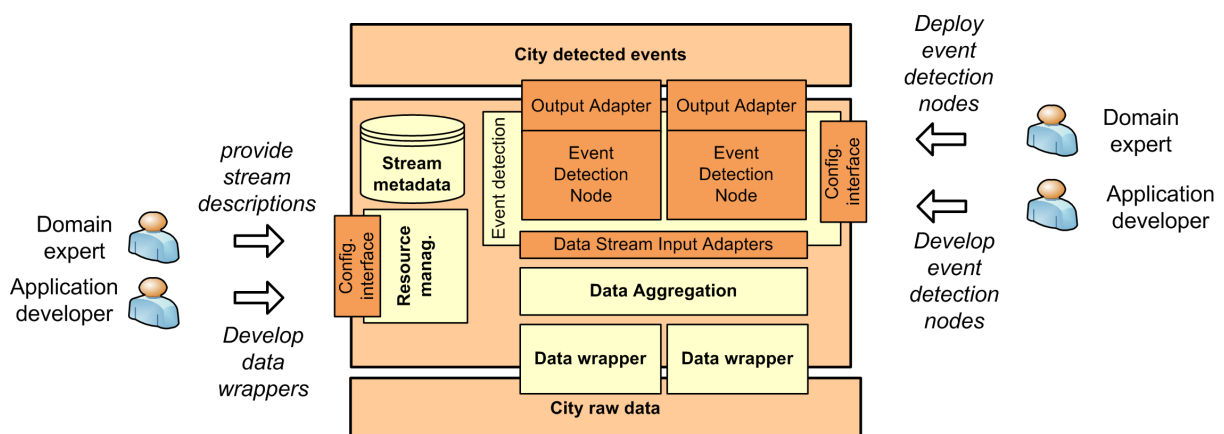 City detected events
Output Adapter
Output Adapter
Event detection
Event
Detection
Node
Event
Detection
Node
Config.
interface
Stream
metadata
Config.
interface
Resource
manag.
Data Stream Input Adapters
Data Aggregation
Data wrapper
Data wrapper
City raw data
provide
stream
descriptions
Domain
expert
Application
developer
Develop
data
wrappers
Deploy
event
detection
nodes
Domain
expert
Application
developer
Develop
event
detection
nodes